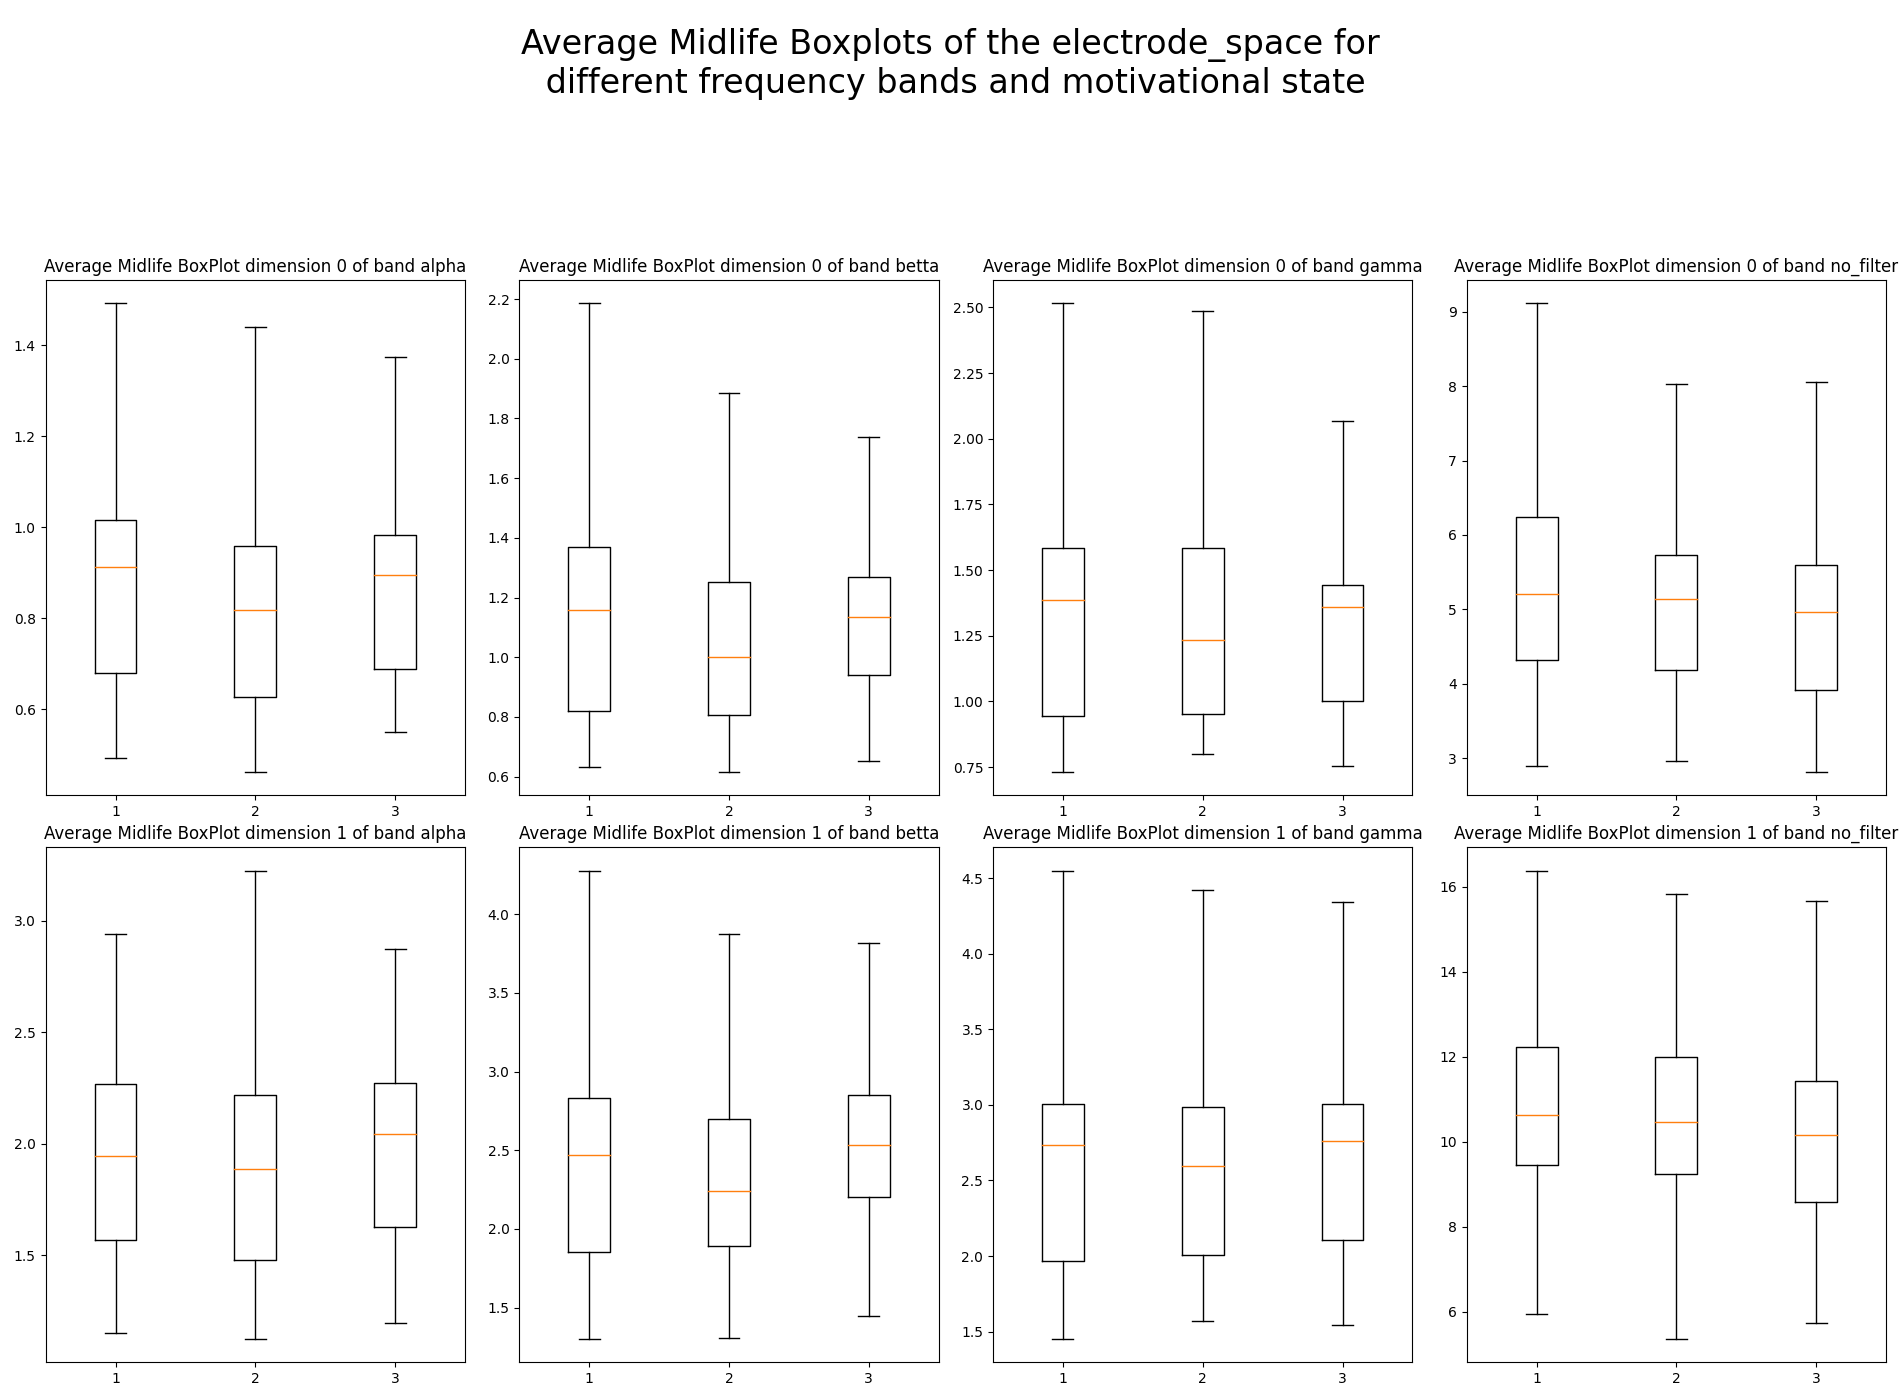 Average Midlife Boxplots of the electrode_space for
different frequency bands and motivational state
Average Midlife BoxPlot dimension 0 of band alpha
1.4
1.2
1.0
0.8
0.6
1 2 3
Average Midlife BoxPlot dimension 0 of band betta
2.2
2.0
1.8
1.6
1.4
1.2
1.0
0.8
0.6
1 2 3
Average Midlife BoxPlot dimension 0 of band gamma
2.50
2.25
2.00
1.75
1.50
1.25
1.00
0.75
1 2 3
Average Midlife BoxPlot dimension 0 of band no_filter
9
8
7
6
5
4
3
1 2 3
Average Midlife BoxPlot dimension 1 of band alpha
3.0
2.5
2.0
1.5
1 2 3
Average Midlife BoxPlot dimension 1 of band betta
4.0
3.5
3.0
2.5
2.0
1.5
1 2 3
Average Midlife BoxPlot dimension 1 of band gamma
4.5
4.0
3.5
3.0
2.5
2.0
1.5
1 2 3
Average Midlife BoxPlot dimension 1 of band no_filter
16
14
12
10
8
6
1 2 3